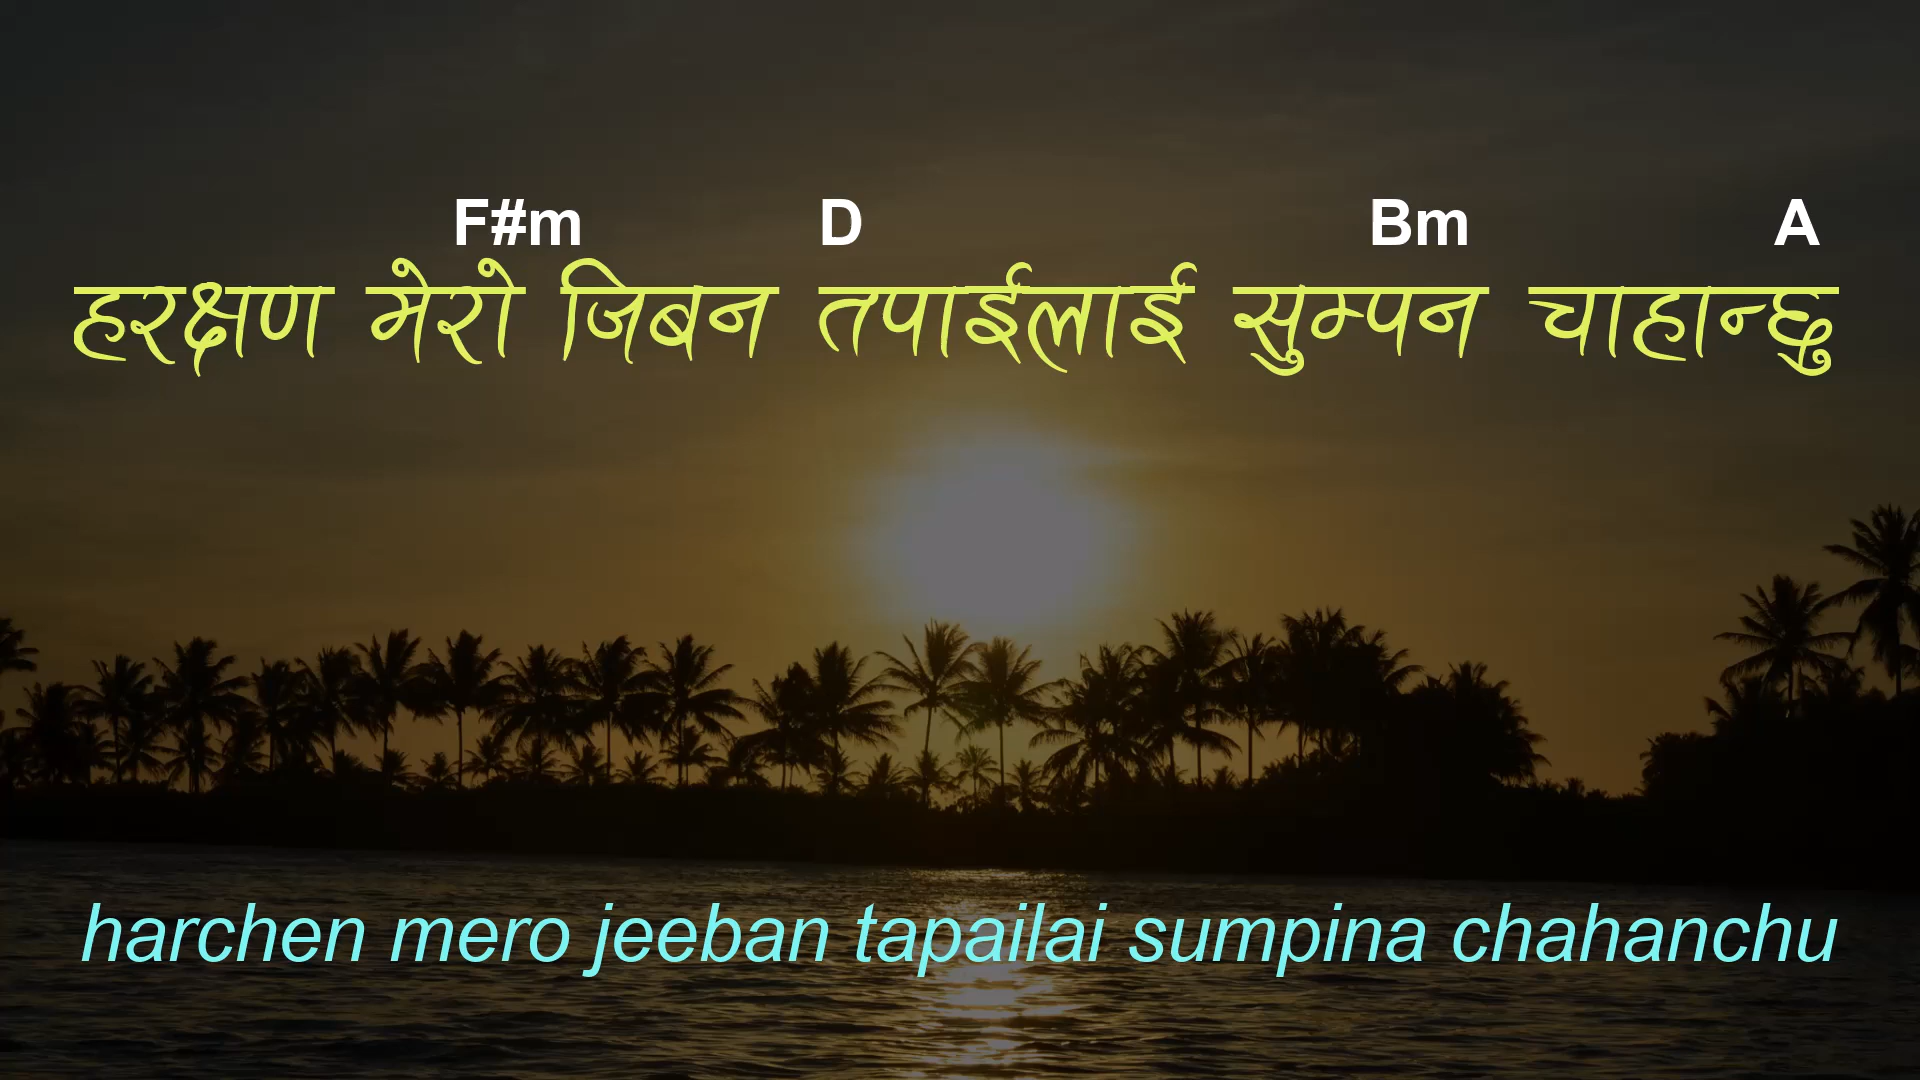 F#m D Bm A
हरक्षण मेरो जिबन तपाईलाई सुम्पन चाहान्छु
harchen mero jeeban tapailai sumpina chahanchu